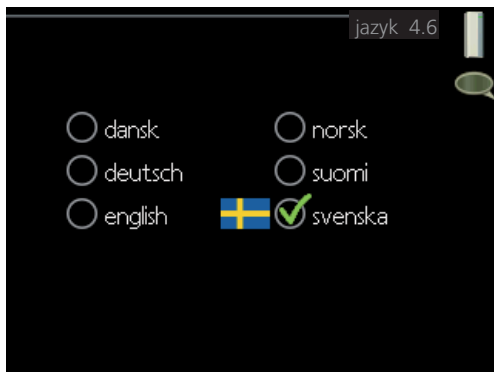 jazyk 4.6
dansk
norsk
deutsch
suomi
english
svenska